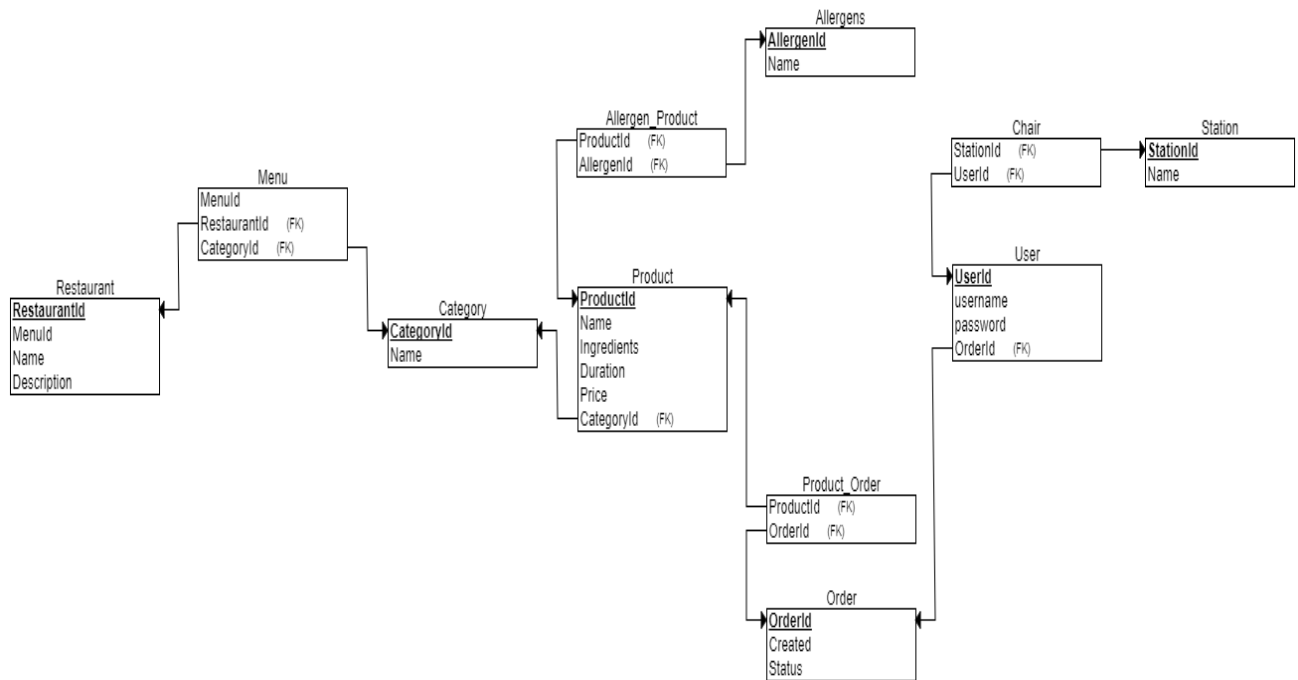 Allergens
AllergenId
Name
Allergen_Product
ProductId (FK)
AllergenId (FK)
Chair
StationId (FK)
UserId (FK)
Station
StationId
Name
Menu
MenuId
RestaurantId (FK)
CategoryId (FK)
User
UserId
username
password
OrderId (FK)
Restaurant
RestaurantId
MenuId
Name
Description
Category
CategoryId
Name
Product
ProductId
Name
Ingredients
Duration
Price
CategoryId (FK)
Product_Order
ProductId (FK)
OrderId (FK)
Order
OrderId
Created
Status